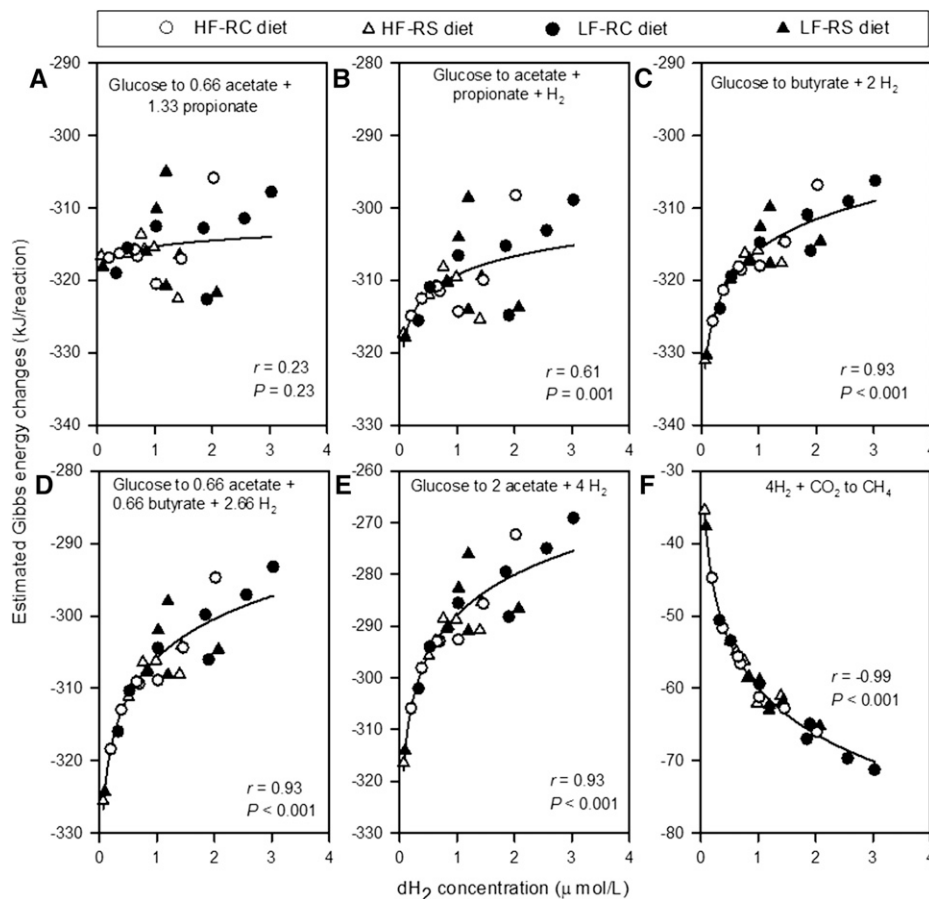 HF-RC diet HF-RS diet LF-RC diet LF-RS diet
Estimated Gibbs energy changes (kJ/reaction)
A
Glucose to 0.66 acetate +
1.33 propionate
-290
-300
-310
-320
-330
-340
0 1 2 3 4
r = 0.23
P = 0.23
B
Glucose to acetate +
propionate + H2
-280
-290
-300
-310
-320
-330
0 1 2 3 4
r = 0.61
P = 0.001
C
Glucose to butyrate + 2 H2
-290
-300
-310
-320
-330
-340
0 1 2 3 4
r = 0.93
P < 0.001
D
Glucose to 0.66 acetate +
0.66 butyrate + 2.66 H2
-280
-290
-300
-310
-320
-330
0 1 2 3 4
r = 0.93
P < 0.001
E
Glucose to 2 acetate + 4 H2
-260
-270
-280
-290
-300
-310
-320
-330
0 1 2 3 4
r = 0.93
P < 0.001
F
4H2 + CO2 to CH4
-30
-40
-50
-60
-70
-80
0 1 2 3 4
r = -0.99
P < 0.001
dH2 concentration (μ mol/L)